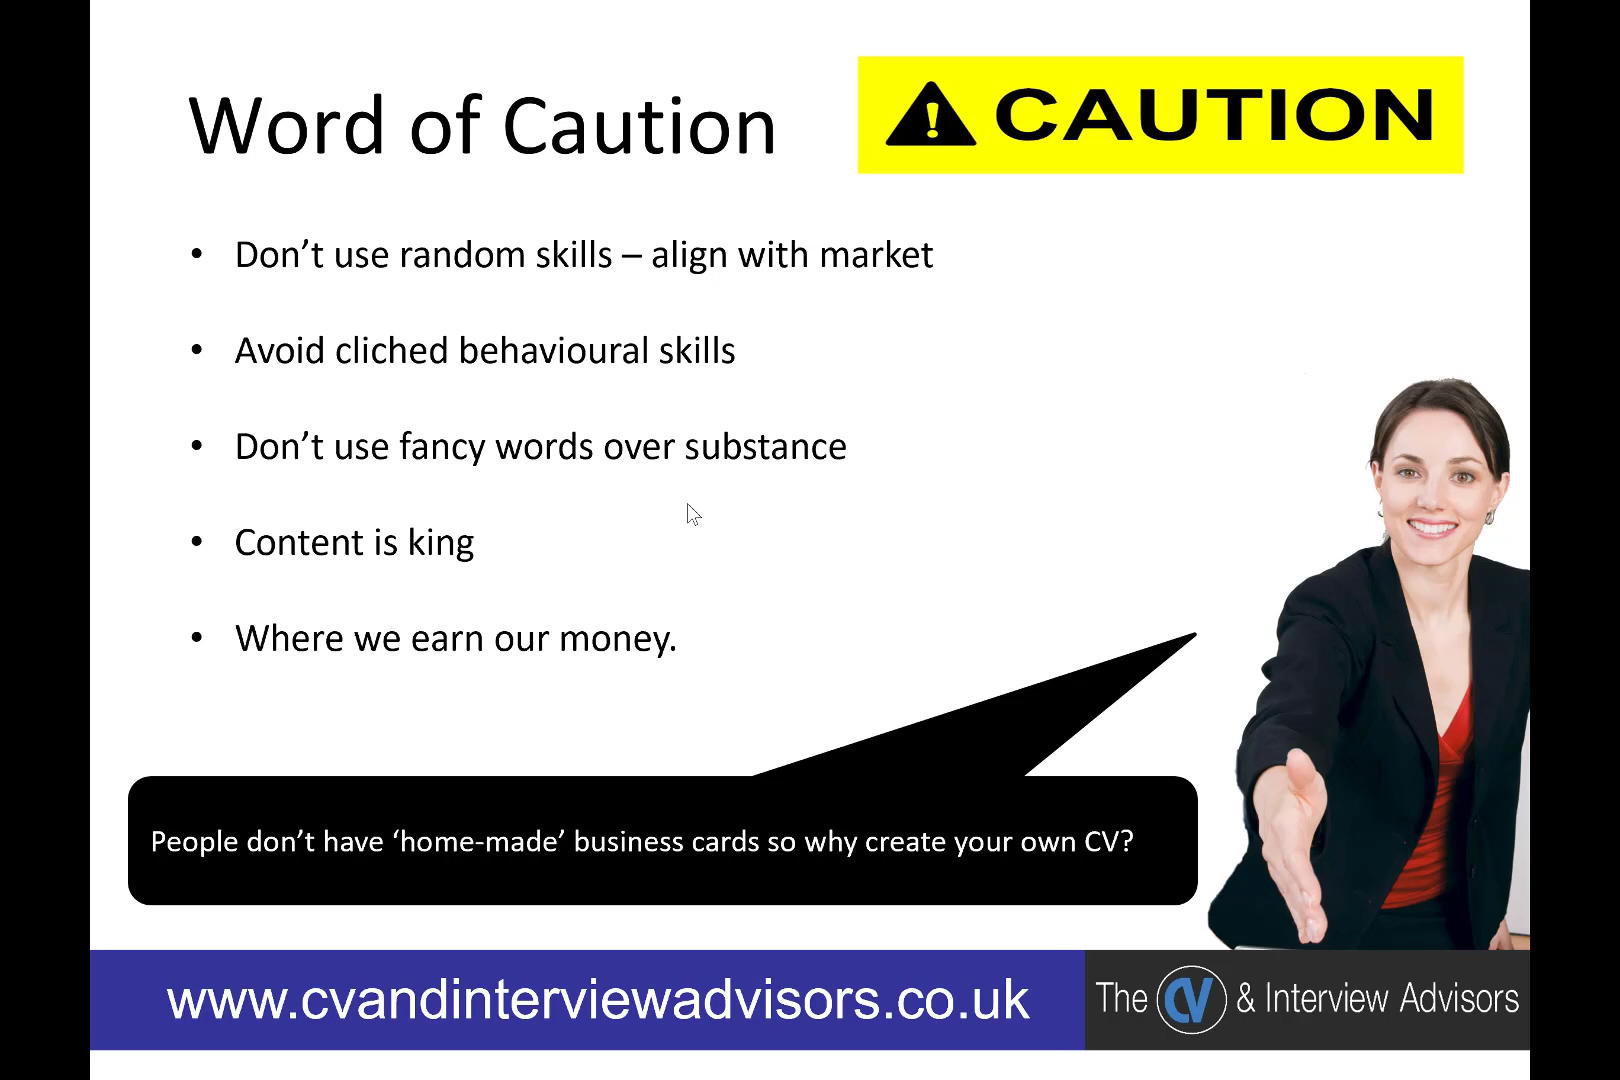 Word of Caution
CAUTION
• Don’t use random skills – align with market
• Avoid cliched behavioural skills
• Don’t use fancy words over substance
• Content is king
• Where we earn our money.
People don’t have ‘home-made’ business cards so why create your own CV?
www.cvandinterviewadvisors.co.uk
The CV & Interview Advisors